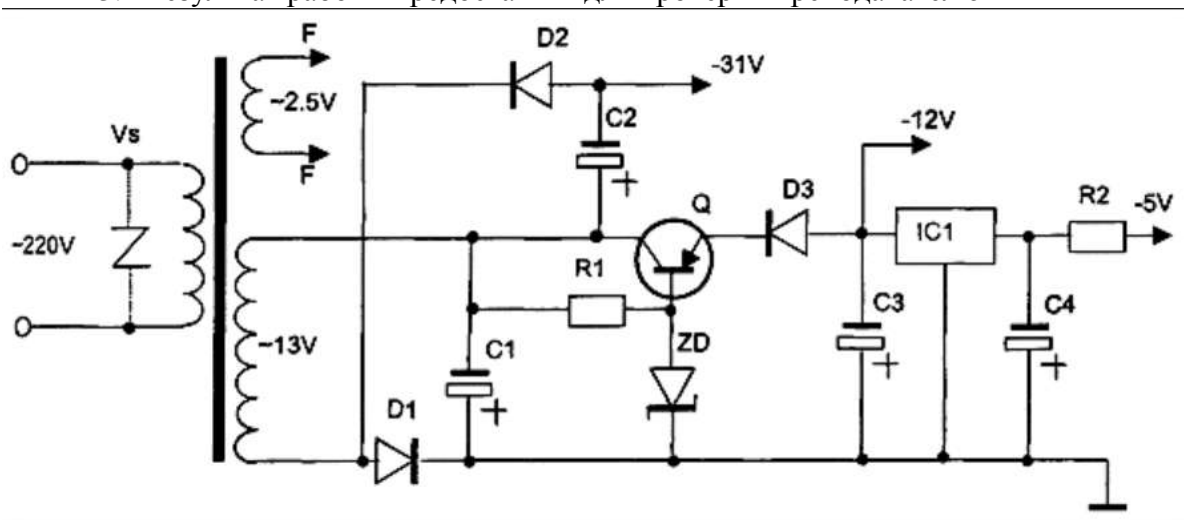 F
D2
-31V
~2.5V
C2
Vs
-12V
F
+
Q
D3
R2
-5V
~220V
IC1
R1
C3
C4
~13V
C1
ZD
+
+
+
D1